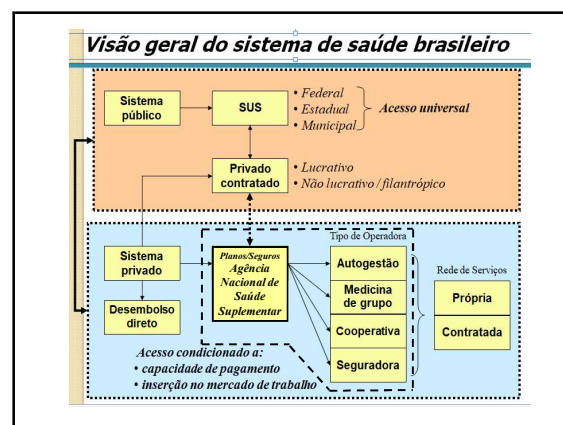 Visão geral do sistema de saúde brasileiro
Sistema
público
SUS
• Federal
• Estadual
• Municipal
Acesso universal
Privado
contratado
• Lucrativo
• Não lucrativo / filantrópico
Sistema
privado
Desembolso
direto
Planos/Seguros
Agência
Nacional de
Saúde
Suplementar
Tipo de Operadora
Autogestão
Medicina
de grupo
Cooperativa
Seguradora
Rede de Serviços
Própria
Contratada
Acesso condicionado a:
• capacidade de pagamento
• inserção no mercado de trabalho